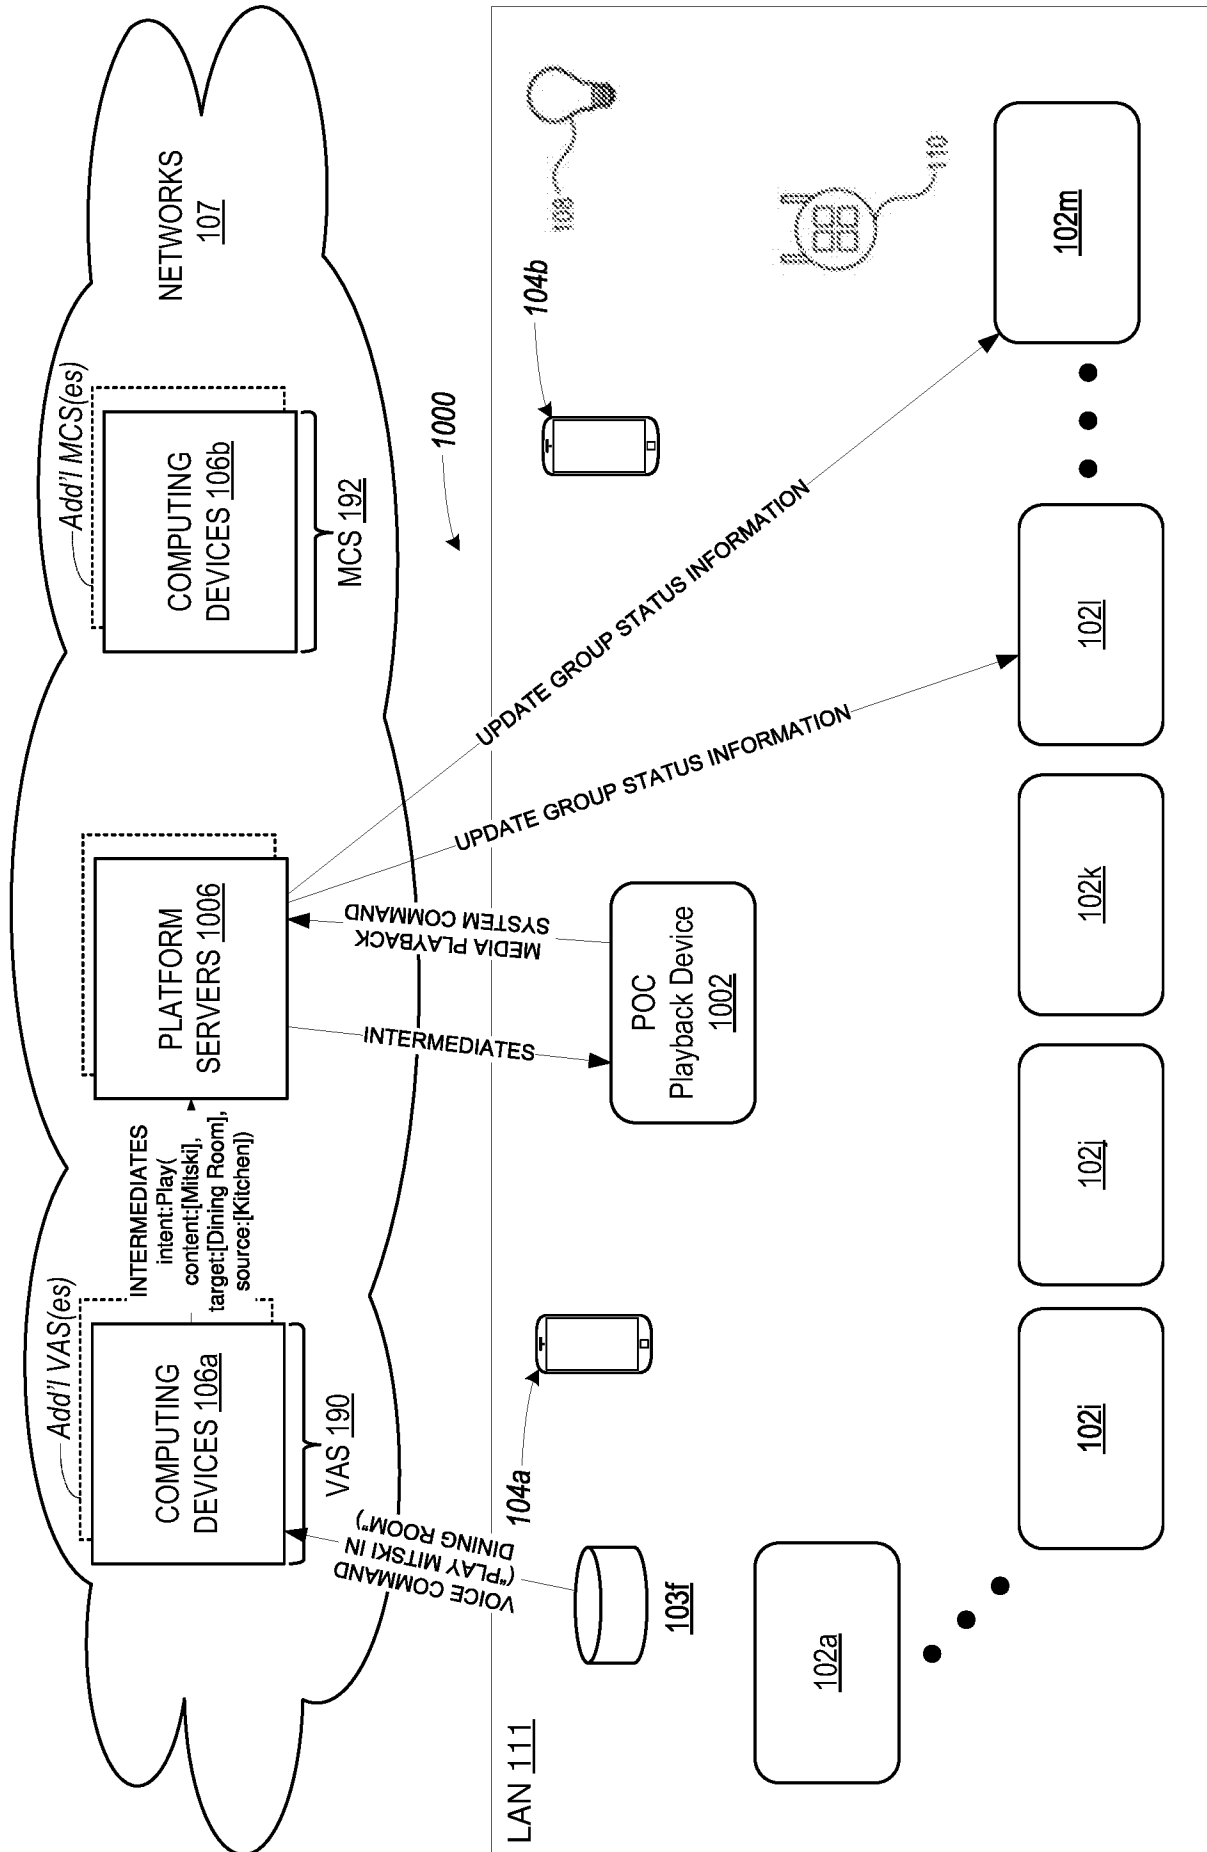 NETWORKS
107
Add'l VAS(es)
COMPUTING
DEVICES 106a
VAS 190
INTERMEDIATES
intent:Play(
content:[Mitski],
target:[Dining Room],
source:[Kitchen])
PLATFORM
SERVERS 1006
Add'l MCS(es)
COMPUTING
DEVICES 106b
MCS 192
1000
VOICE COMMAND
("PLAY MITSKI IN
DINING ROOM")
INTERMEDIATES
MEDIA PLAYBACK
SYSTEM COMMAND
UPDATE GROUP STATUS INFORMATION
UPDATE GROUP STATUS INFORMATION
LAN 111
103f
104a
104b
108
110
POC
Playback Device
1002
102a
102i
102j
102k
102l
102m